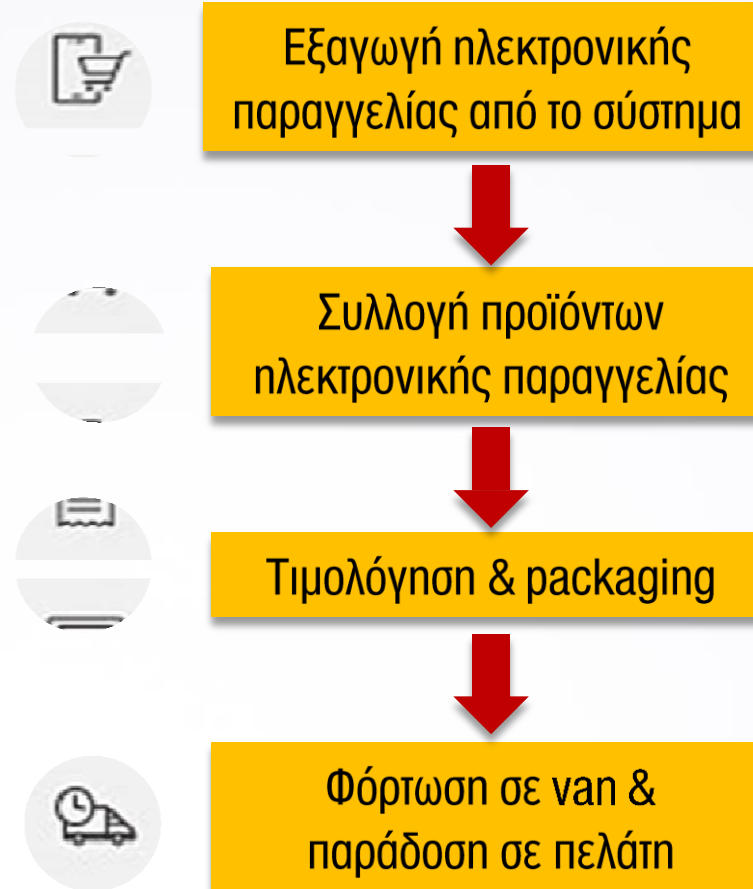 Εξαγωγή ηλεκτρονικής
παραγγελίας από το σύστημα
Συλλογή προϊόντων
ηλεκτρονικής παραγγελίας
Τιμολόγηση & packaging
Φόρτωση σε van &
παράδοση σε πελάτη